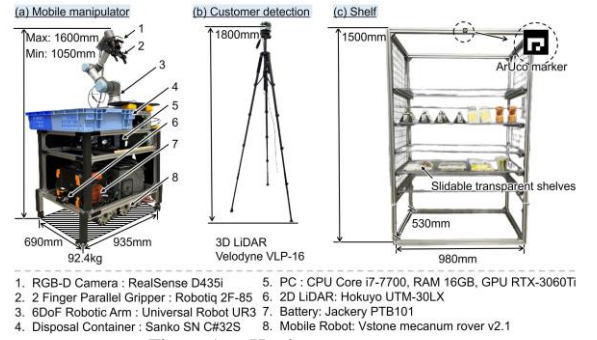 (a) Mobile manipulator
(b) Customer detection
(c) Shelf
Max: 1600mm
Min: 1050mm
1
2
3
4
5
6
7
8
690mm
935mm
92.4kg
1800mm
3D LiDAR
Velodyne VLP-16
1500mm
ArUco marker
Slidable transparent shelves
530mm
980mm
1. RGB-D Camera : RealSense D435i
2. 2 Finger Parallel Gripper : Robotiq 2F-85
3. 6DoF Robotic Arm : Universal Robot UR3
4. Disposal Container : Sanko SN C#32S
5. PC : CPU Core i7-7700, RAM 16GB, GPU RTX-3060Ti
6. 2D LiDAR: Hokuyo UTM-30LX
7. Battery: Jackery PTB101
8. Mobile Robot: Vstone mecanum rover v2.1